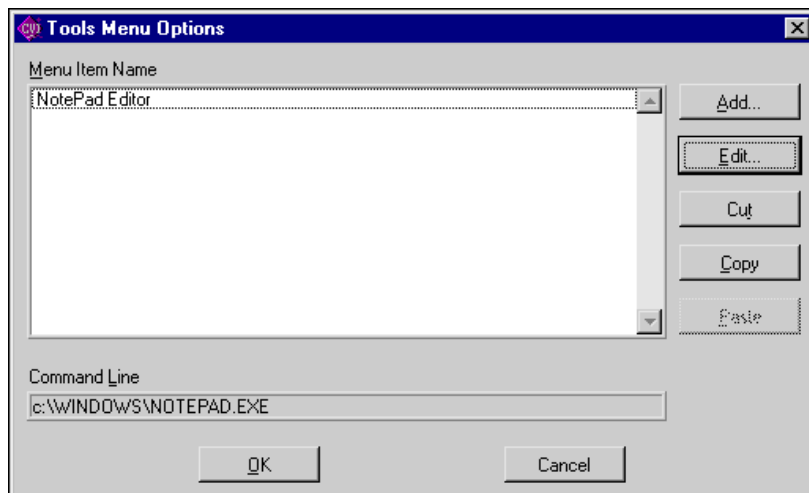 CVI Tools Menu Options
Menu Item Name
NotePad Editor
Add...
Edit...
Cut
Copy
Paste
Command Line
c:\WINDOWS\NOTEPAD.EXE
OK Cancel